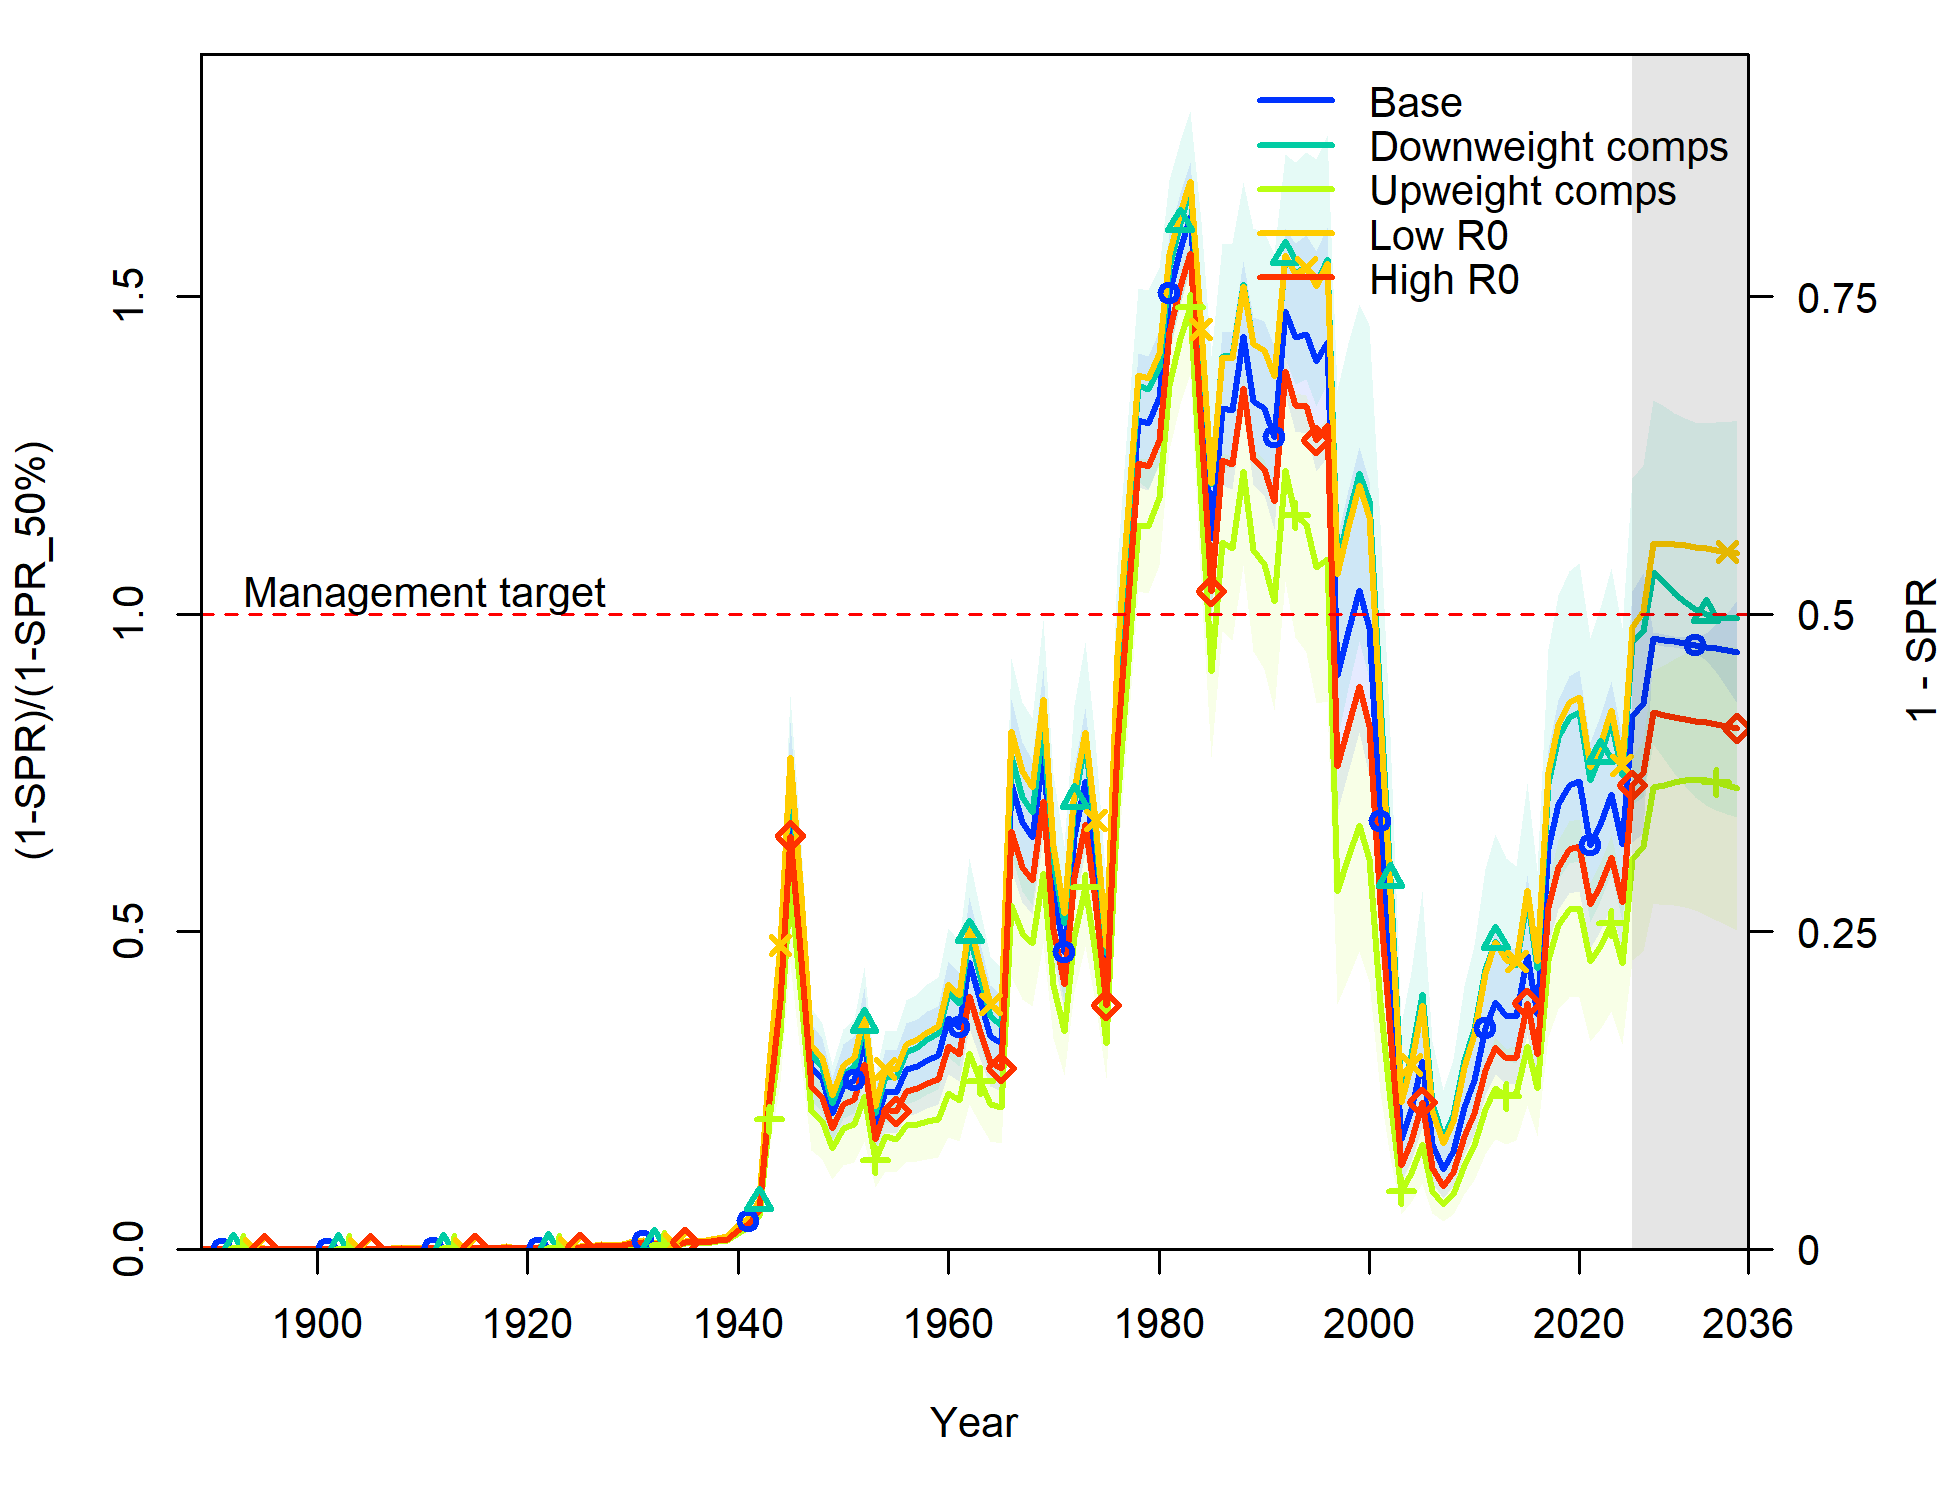 Base
Downweight comps
Upweight comps
Low R0
High R0
Management target
(1-SPR)/(1-SPR_50%)
0.0
0.5
1.0
1.5
1 - SPR
0
0.25
0.5
0.75
1900
1920
1940
1960
1980
2000
2020
2036
Year